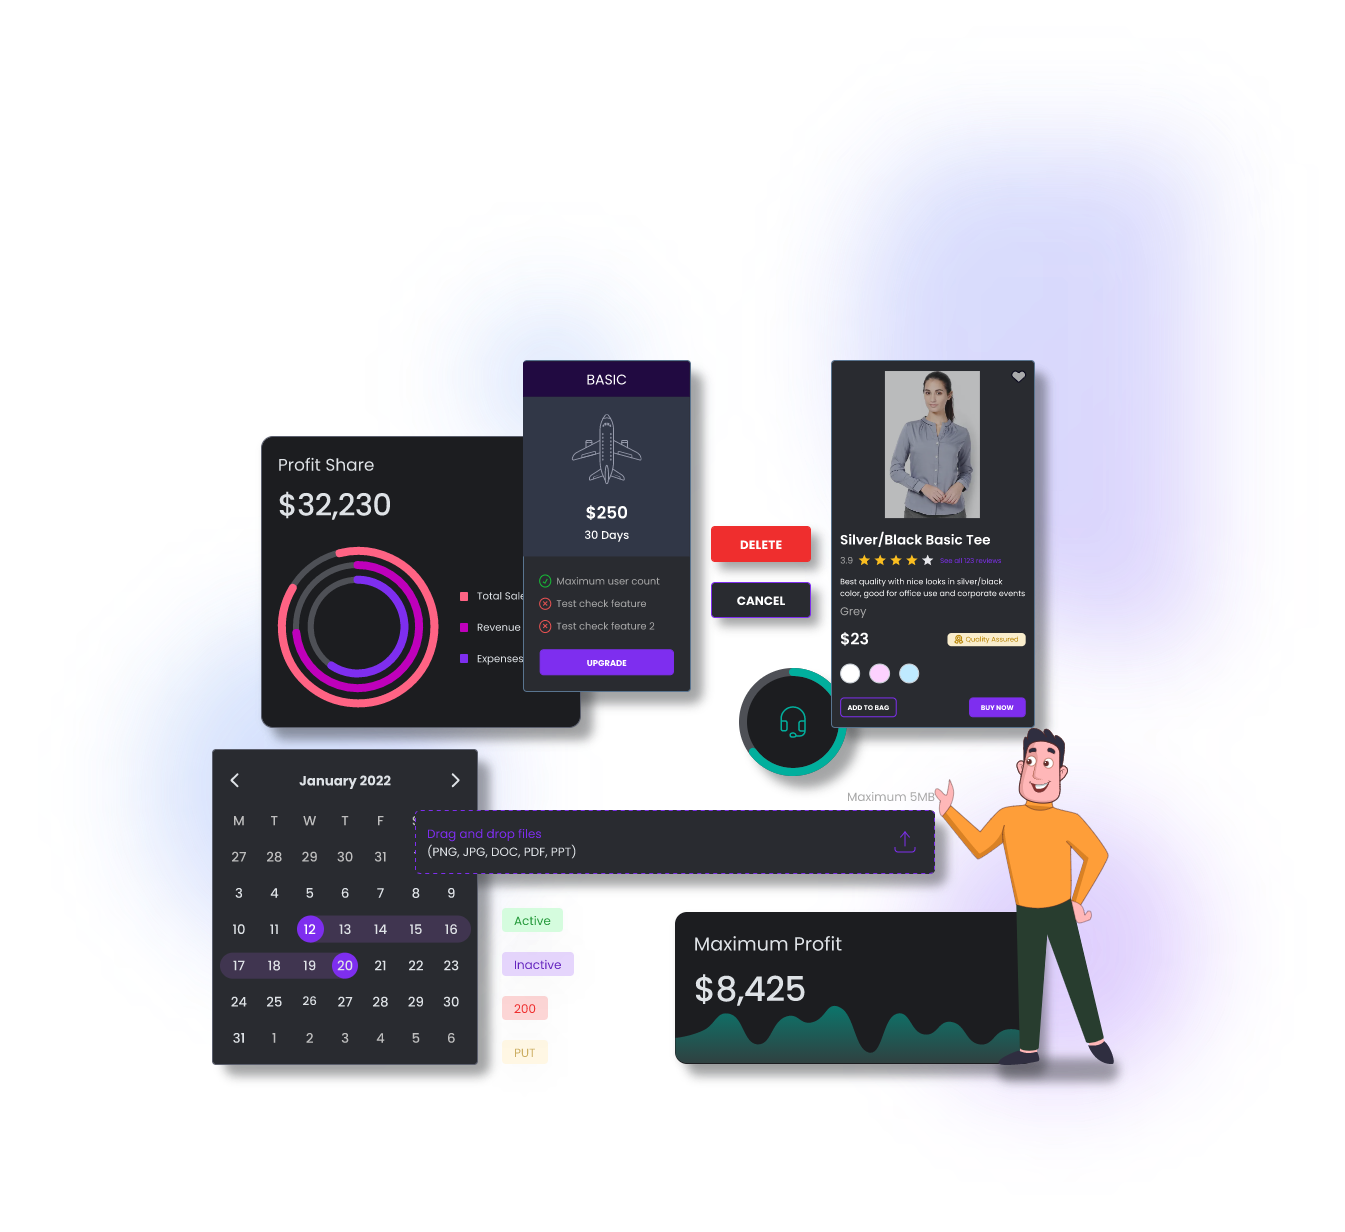 BASIC
$250
30 Days
Maximum user count
Test check feature
Test check feature 2
UPGRADE
Profit Share
$32,230
Total Sale
Revenue
Expenses
DELETE
CANCEL
Silver/Black Basic Tee
3.9 See all 123 reviews
Best quality with nice looks in silver/black
color, good for office use and corporate events
Grey
$23 Quality Assured
ADD TO BAG BUY NOW
January 2022
M T W T F
27 28 29 30 31
3 4 5 6 7 8 9
10 11 12 13 14 15 16
17 18 19 20 21 22 23
24 25 26 27 28 29 30
31 1 2 3 4 5 6
Maximum 5MB
Drag and drop files
(PNG, JPG, DOC, PDF, PPT)
Active
Inactive
200
PUT
Maximum Profit
$8,425